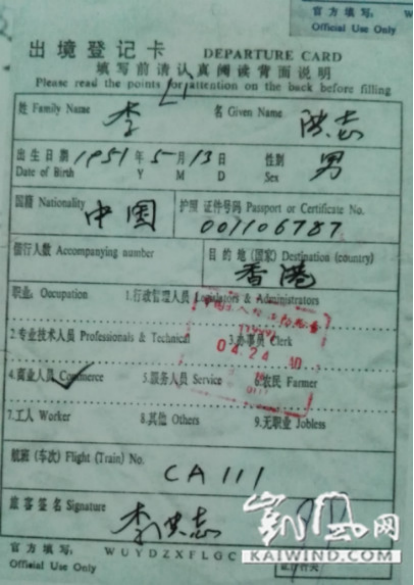 官方填写:
Official Use Only
出境登记卡 DEPARTURE CARD
填写前请认真阅读背面说明
Please read the points for attention on the back before filling
姓 Family Name 李 名 Given Name 洪志
出生日期 1951 年 5 月 13 日 性别 男
Date of Birth Y M D Sex
国籍 Nationality 中国 护照 证件号码 Passport or Certificate No.
001106787
偕行人数 Accompanying number 目的地(国家) Destination (country)
香港
职业: Occupation 1.行政管理人员 Legislators & Administrators
2.专业技术人员 Professionals & Technical 3.办事员 Clerk
04.24
4.商业人员 Commerce 5.服务人员 Service 6.农民 Farmer
7.工人 Worker 8.其他 Others 9.无职业 Jobless
航班(车次) Flight (Train) No.
CA111
旅客签名 Signature 李洪志
官方填写: WUYDZXFLGC
Official Use Only
凯风网
KAIWIND.COM